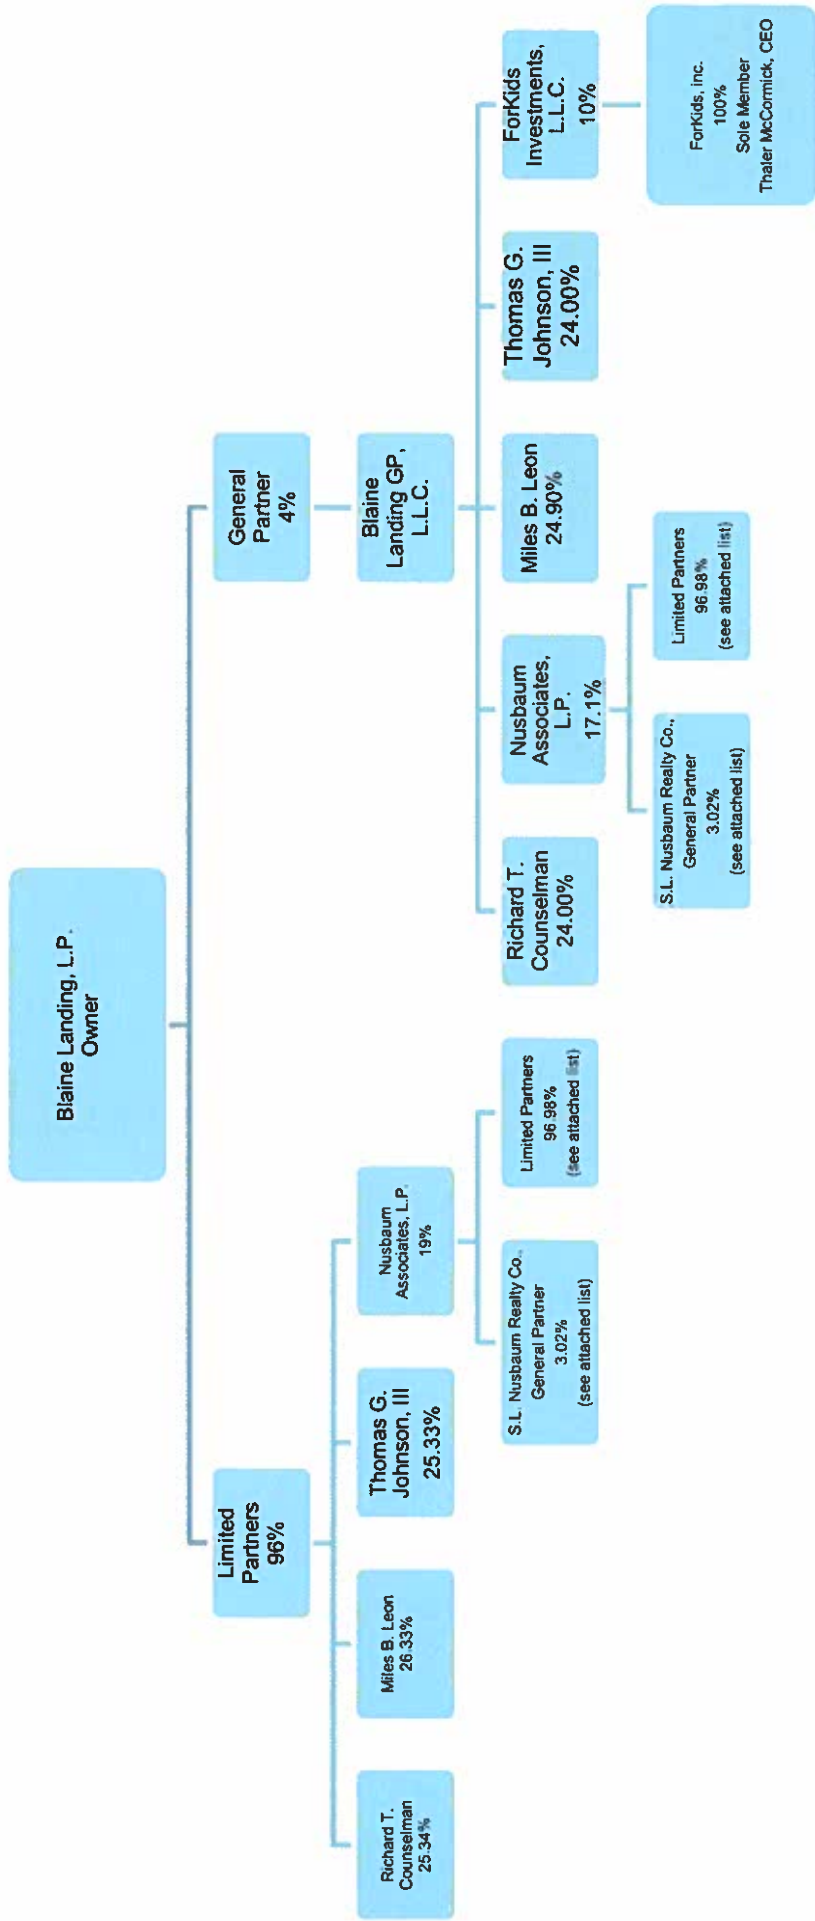 Blaine Landing, L.P.
Owner
Limited
Partners
96%
General
Partner
4%
Richard T.
Counselman
25.34%
Miles B. Leon
26.33%
Thomas G.
Johnson, III
25.33%
Nusbaum
Associates, L.P.
19%
Blaine
Landing GP,
L.L.C.
S.L. Nusbaum Realty Co.,
General Partner
3.02%
(see attached list)
Limited Partners
96.98%
(see attached list)
Richard T.
Counselman
24.00%
Nusbaum
Associates,
L.P.
17.1%
Miles B. Leon
24.90%
Thomas G.
Johnson, III
24.00%
ForKids
Investments,
L.L.C.
10%
S.L. Nusbaum Realty Co.,
General Partner
3.02%
(see attached list)
Limited Partners
96.98%
(see attached list)
ForKids, inc.
100%
Sole Member
Thaler McCormick, CEO